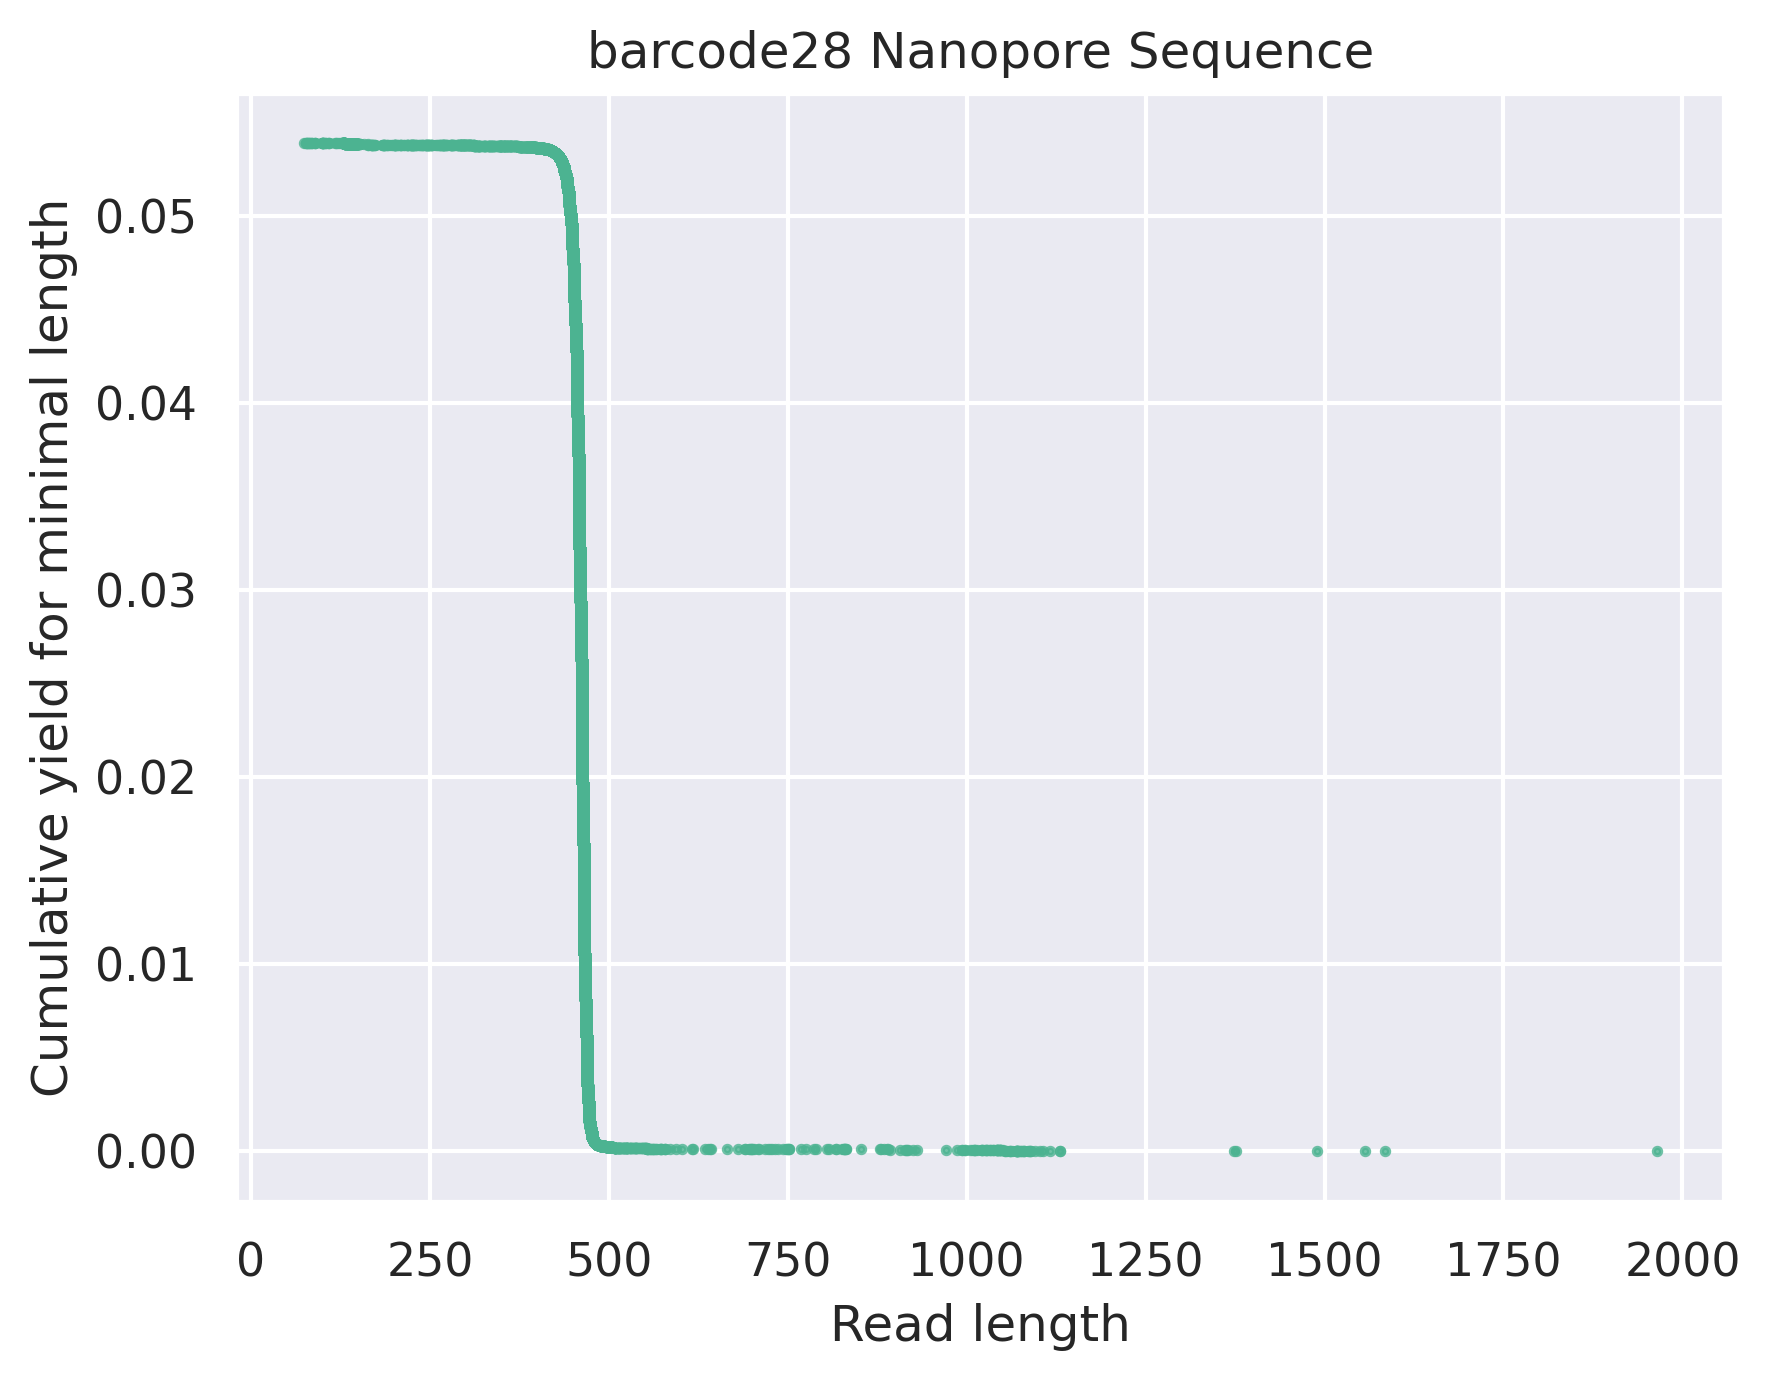 barcode28 Nanopore Sequence
Cumulative yield for minimal length
0.05
0.04
0.03
0.02
0.01
0.00
0 250 500 750 1000 1250 1500 1750 2000
Read length